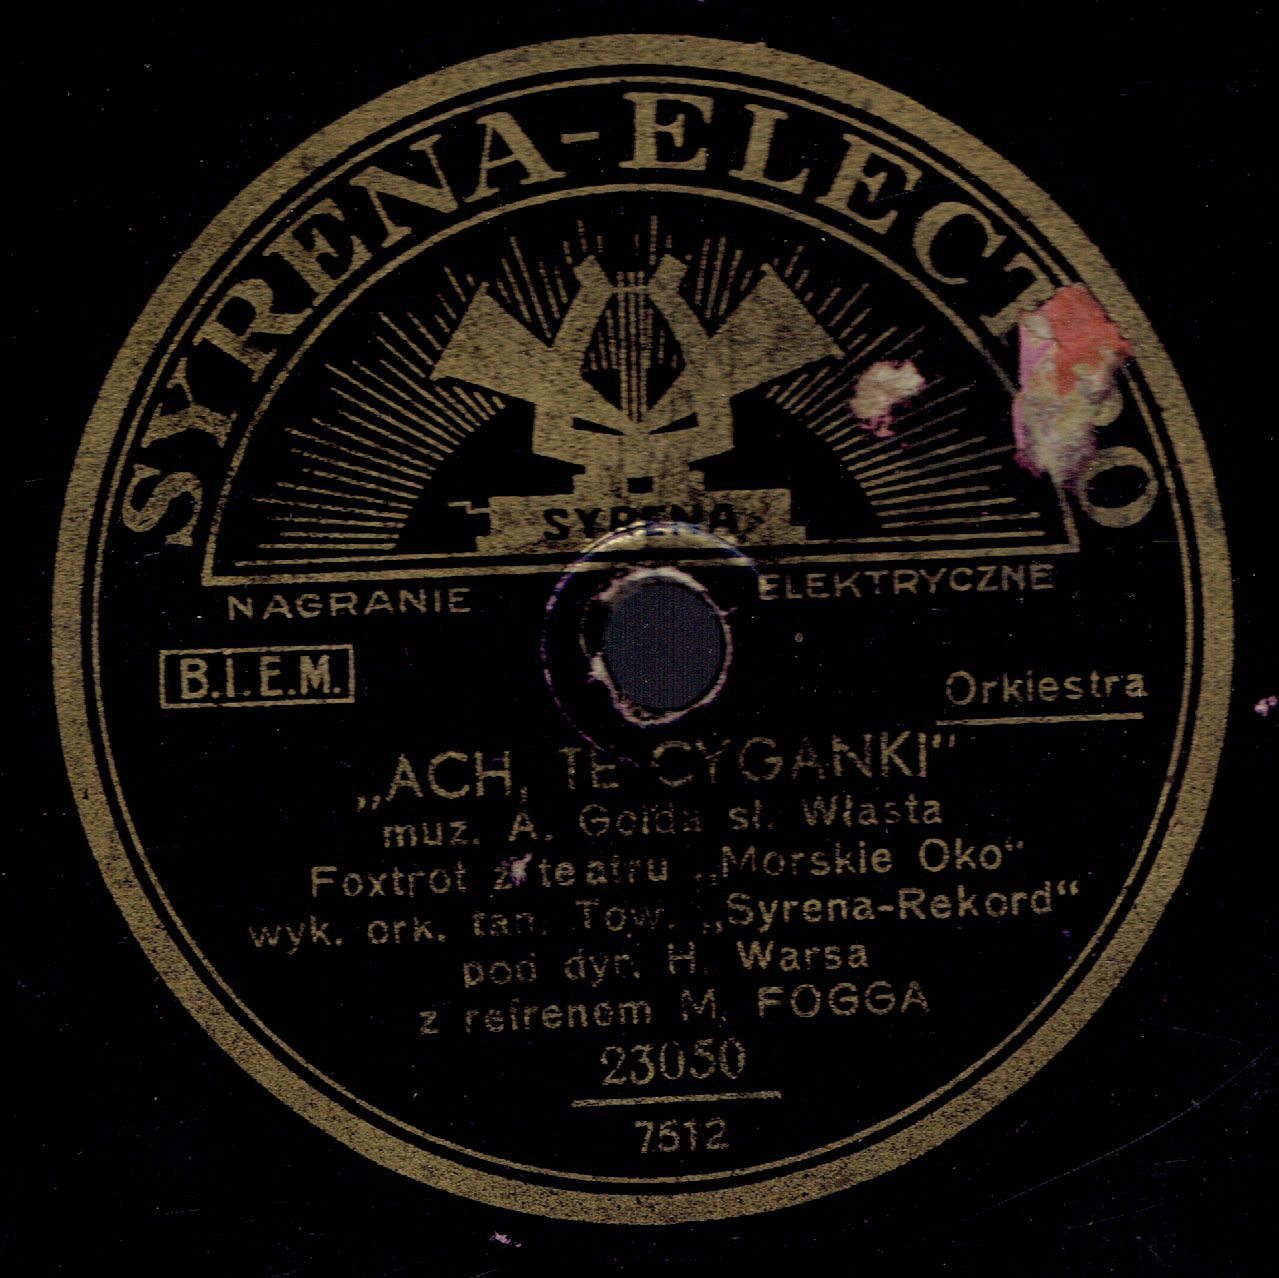 SYRENA-ELECTRO
SYRENA
NAGRANIE ELEKTRYCZNE
B.I.E.M.
Orkiestra
„ACH, TE CYGANKI“
muz. A. Golda sł. Własta
Foxtrot z teatru „Morskie Oko“
wyk. ork. tan. Tow. „Syrena-Rekord“
pod dyr. H. Warsa
z refrenom M. FOGGA
23050
7512